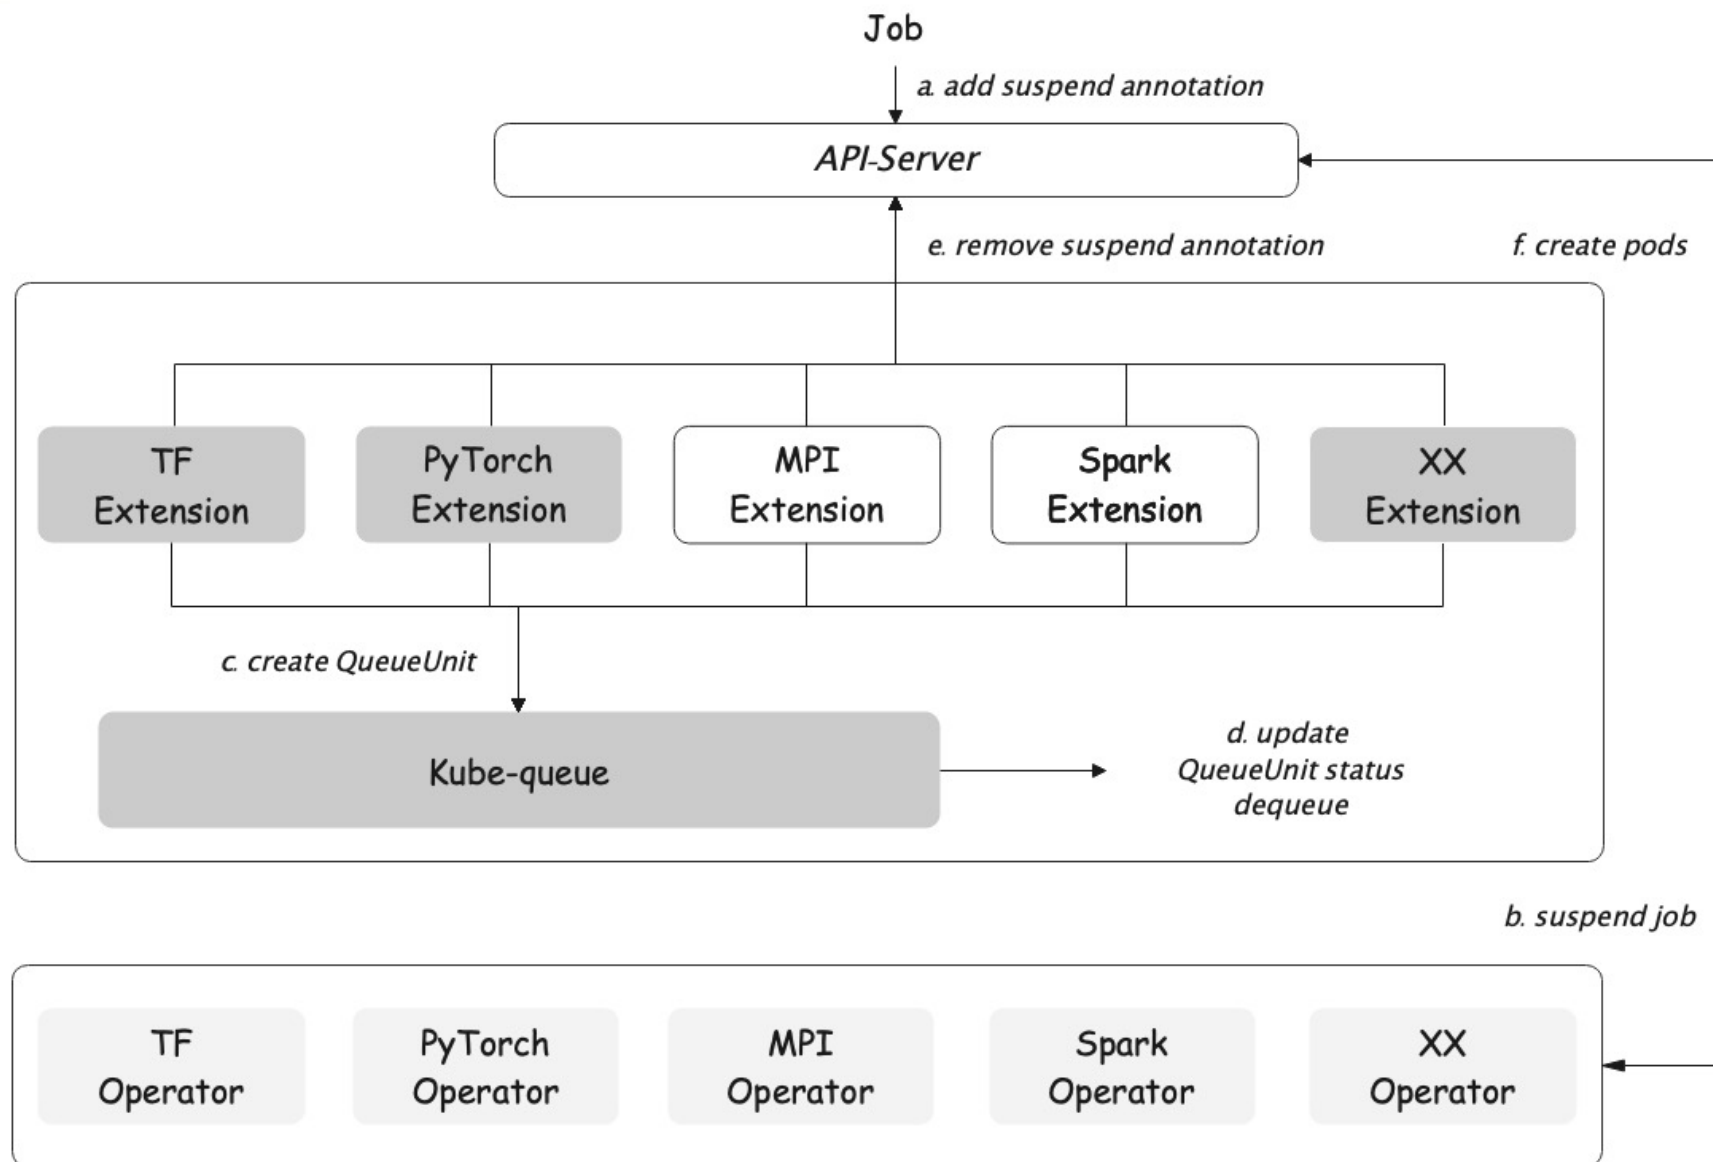 Job
a. add suspend annotation
API-Server
e. remove suspend annotation
f. create pods
TF
Extension
PyTorch
Extension
MPI
Extension
Spark
Extension
XX
Extension
c. create QueueUnit
Kube-queue
d. update
QueueUnit status
dequeue
b. suspend job
TF
Operator
PyTorch
Operator
MPI
Operator
Spark
Operator
XX
Operator